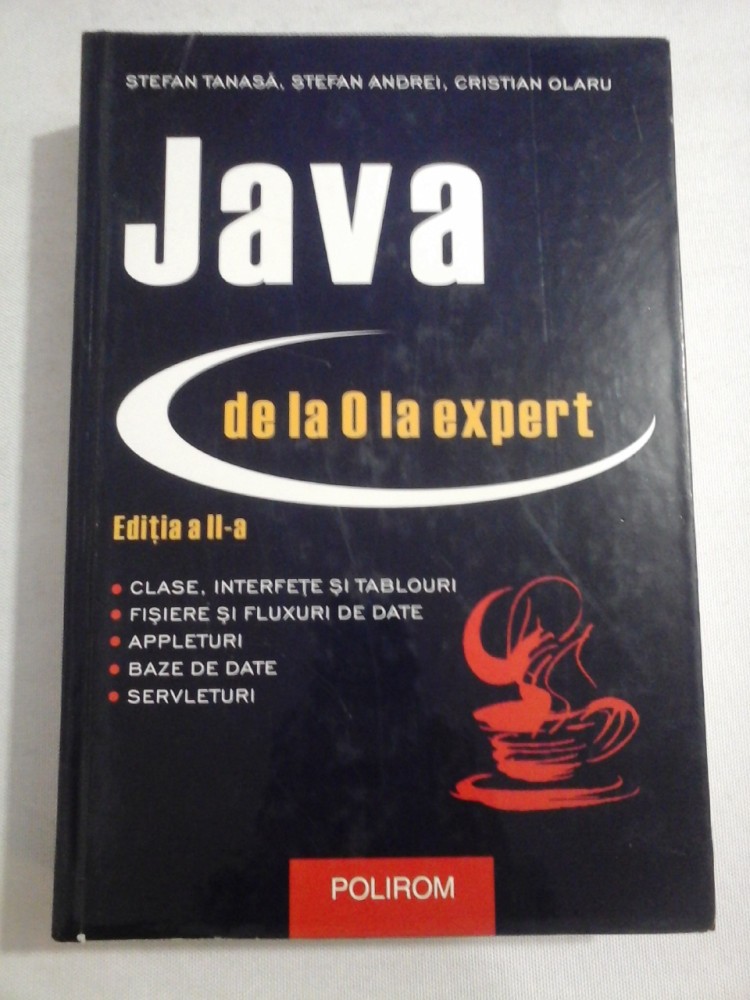 ȘTEFAN TANASĂ, ȘTEFAN ANDREI, CRISTIAN OLARU
Java
de la 0 la expert
Ediția a II-a
• CLASE, INTERFEȚE ȘI TABLOURI
• FIȘIERE ȘI FLUXURI DE DATE
• APPLETURI
• BAZE DE DATE
• SERVLETURI
POLIROM